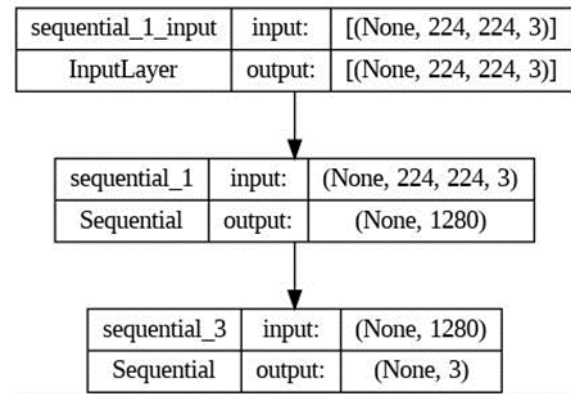 sequential_1_input input: [(None, 224, 224, 3)]
InputLayer output: [(None, 224, 224, 3)]
sequential_1 input: (None, 224, 224, 3)
Sequential output: (None, 1280)
sequential_3 input: (None, 1280)
Sequential output: (None, 3)